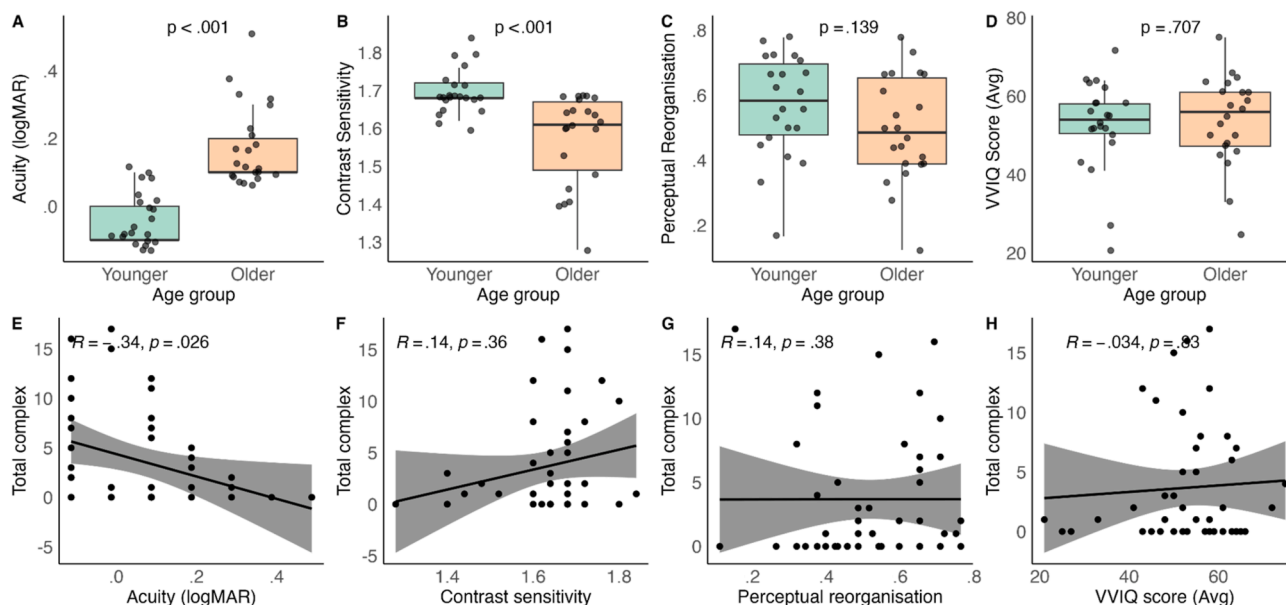 A
p < .001
Acuity (logMAR)
.4
.2
.0
Younger
Older
Age group
B
p <.001
Contrast Sensitivity
1.8
1.7
1.6
1.5
1.4
1.3
Younger
Older
Age group
C
p =.139
Perceptual Reorganisation
.8
.6
.4
.2
Younger
Older
Age group
D
p =.707
VVIQ Score (Avg)
80
60
40
20
Younger
Older
Age group
E
R = −.34, p =.026
Total complex
15
10
5
0
-5
.0
.2
.4
Acuity (logMAR)
F
R = .14, p = .36
Total complex
15
10
5
0
-5
1.4
1.6
1.8
Contrast sensitivity
G
R = .14, p = .38
Total complex
15
10
5
0
.2
.4
.6
.8
Perceptual reorganisation
H
R = −.034, p =.83
Total complex
15
10
5
0
20
40
60
VVIQ score (Avg)